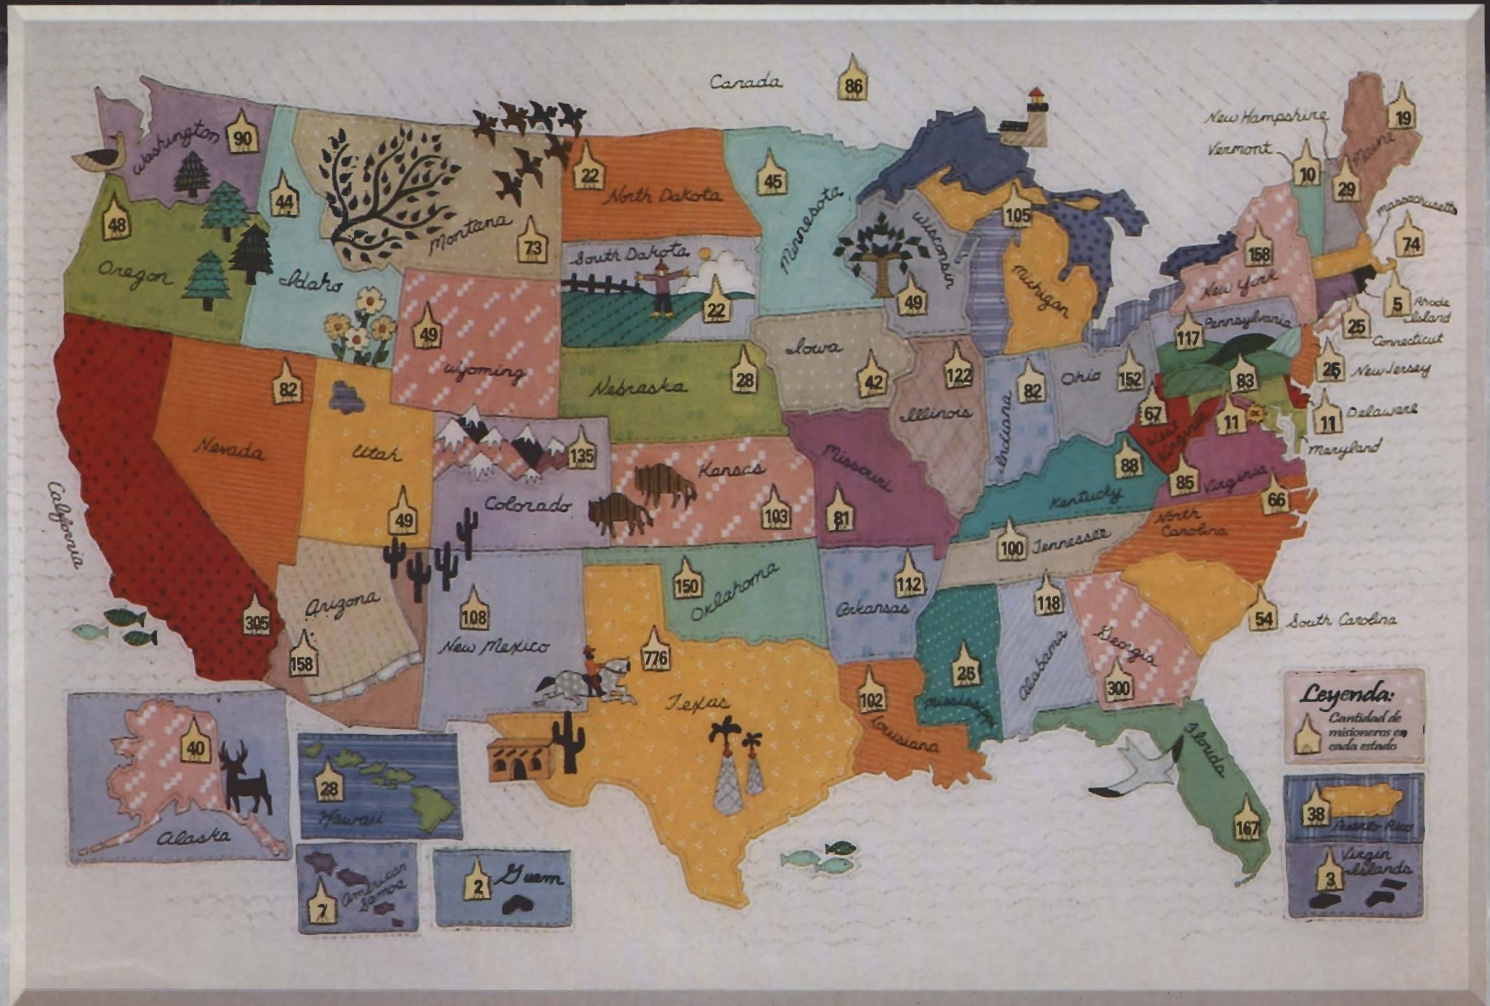 Canada
86
Washington
90
Oregon
48
Idaho
44
Montana
73
North Dakota
22
South Dakota
22
Minnesota
45
Wisconsin
49
Michigan
105
New Hampshire
29
Vermont
10
Maine
19
Massachusetts
74
Rhode
Island
5
Connecticut
25
New York
158
Pennsylvania
117
83
New Jersey
26
Delaware
11
Maryland
11
DC
West
Virginia
67
Virginia
85
Ohio
152
Indiana
82
Illinois
122
Iowa
42
Nebraska
28
Wyoming
49
Nevada
82
Utah
49
California
305
Colorado
135
Kansas
103
Missouri
81
Kentucky
88
North
Carolina
66
Tennessee
100
South Carolina
54
Georgia
300
Alabama
118
Mississippi
25
Arkansas
112
Louisiana
102
Oklahoma
150
Texas
776
New Mexico
108
Arizona
158
Florida
167
Alaska
40
Hawaii
28
American
Samoa
7
Guam
2
Leyenda:
Cantidad de
misioneros en
cada estado
Puerto Rico
38
Virgin
Islands
3